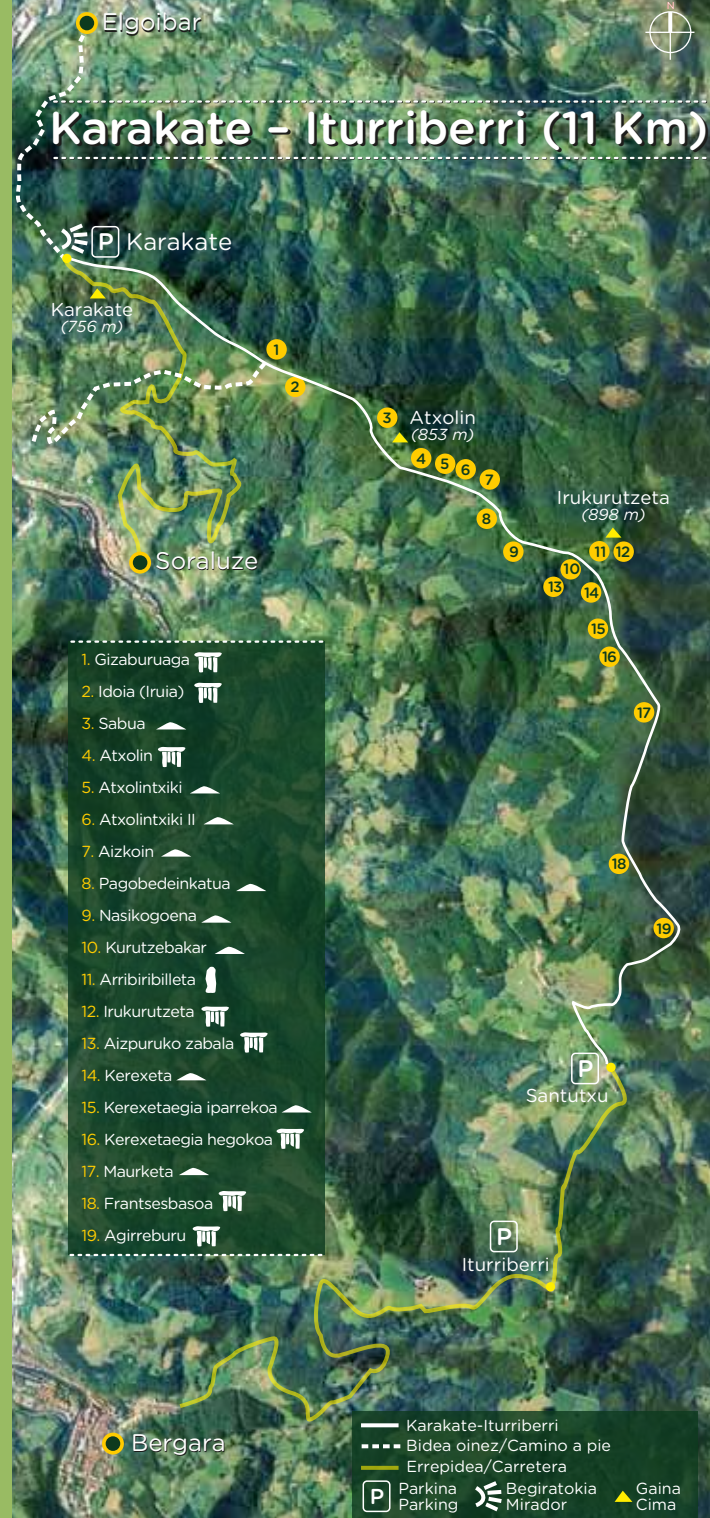 N
Elgoibar
Karakate – Iturriberri (11 Km)
P Karakate
Karakate
(756 m)
1
2
3
Atxolin
(853 m)
4
5
6
7
8
9
Irukurutzeta
(898 m)
11
12
10
13
14
15
16
17
18
19
Soraluze
1. Gizaburuaga
2. Idoia (Iruia)
3. Sabua
4. Atxolin
5. Atxolintxiki
6. Atxolintxiki II
7. Aizkoin
8. Pagobedeinkatua
9. Nasikogoena
10. Kurutzebakar
11. Arribiribilleta
12. Irukurutzeta
13. Aizpuruko zabala
14. Kerexeta
15. Kerexetaegia iparrekoa
16. Kerexetaegia hegokoa
17. Maurketa
18. Frantsesbasoa
19. Agirreburu
P
Santutxu
P
Iturriberri
Bergara
Karakate-Iturriberri
Bidea oinez/Camino a pie
Errepidea/Carretera
P
Parkina
Parking
Begiratokia
Mirador
Gaina
Cima